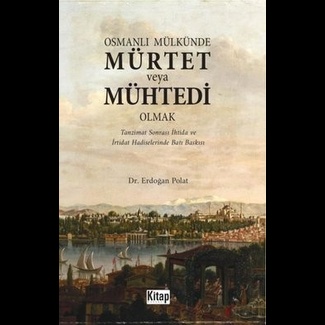 OSMANLI MÜLKÜNDE
MÜRTET
veya
MÜHTEDİ
OLMAK
Tanzimat Sonrası İhtida ve
İrtidat Hadiselerinde Batı Baskısı
Dr. Erdoğan Polat
Kitap